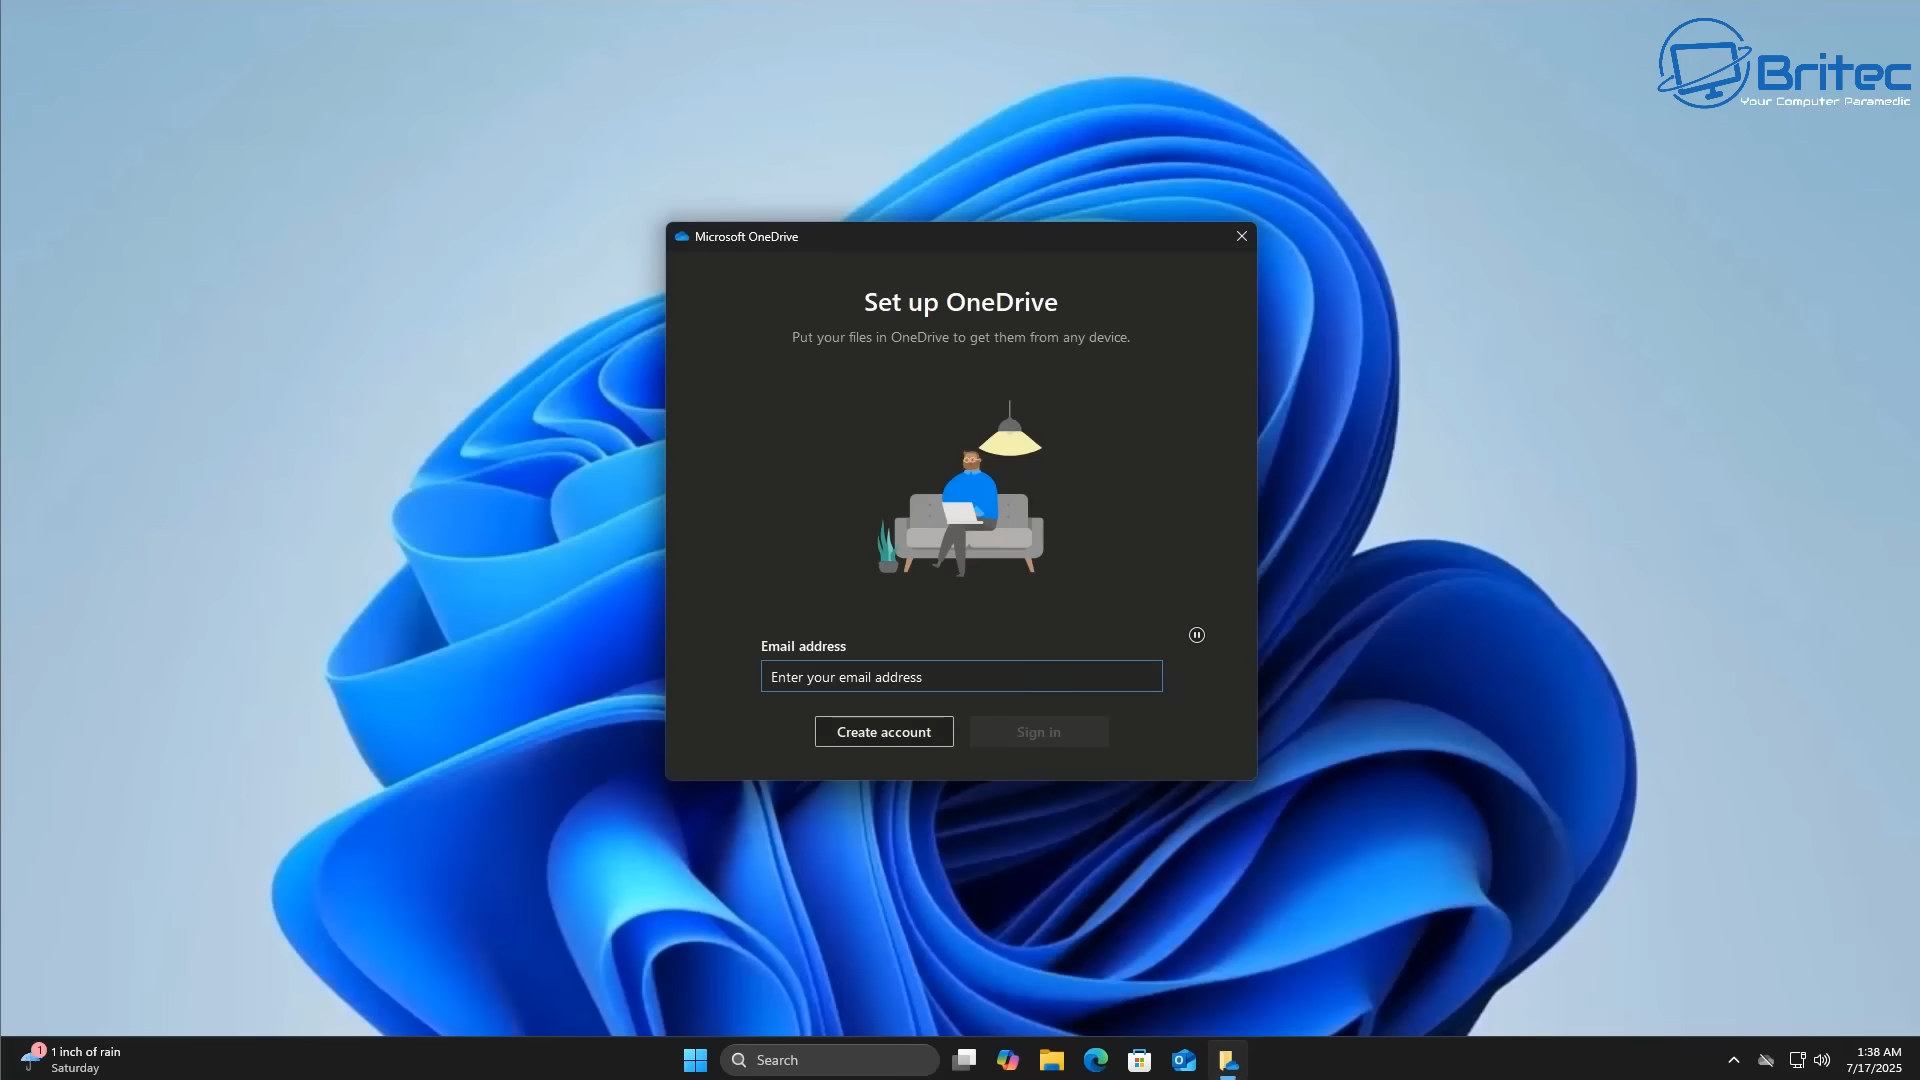 Britec
Your Computer Paramedic
Microsoft OneDrive
Set up OneDrive
Put your files in OneDrive to get them from any device.
Email address
Enter your email address
Create account
Sign in
1
1 inch of rain
Saturday
Search
1:38 AM
7/17/2025